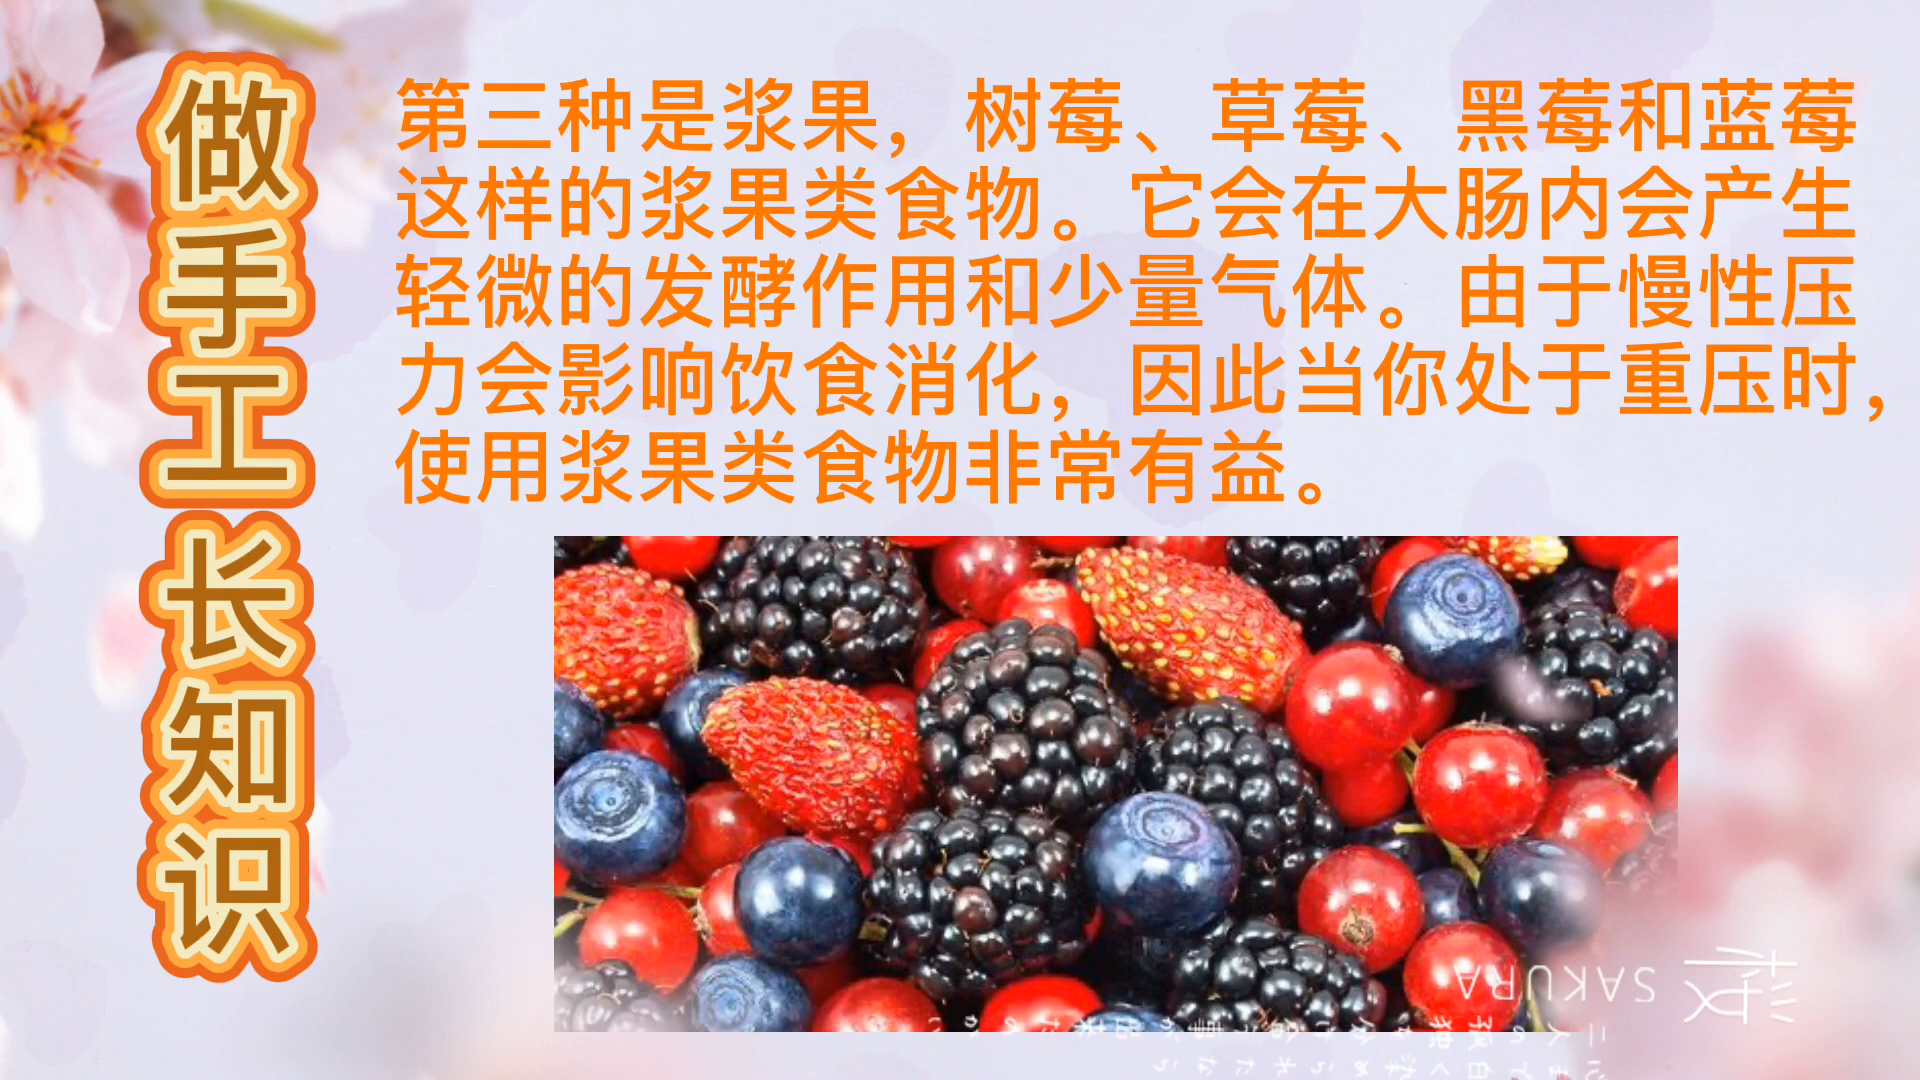 做手工长知识
第三种是浆果，树莓、草莓、黑莓和蓝莓
这样的浆果类食物。它会在大肠内会产生
轻微的发酵作用和少量气体。由于慢性压
力会影响饮食消化，因此当你处于重压时，
使用浆果类食物非常有益。
SAKURA